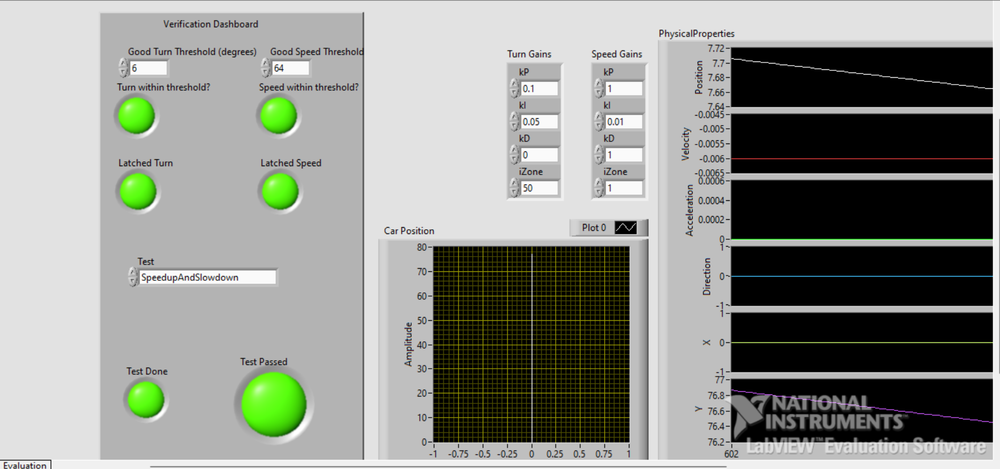 Verification Dashboard
Good Turn Threshold (degrees)
6
Good Speed Threshold
64
Turn within threshold?
Speed within threshold?
Latched Turn
Latched Speed
Test
SpeedupAndSlowdown
Test Done
Test Passed
Turn Gains
kP
0.1
kI
0.05
kD
0
iZone
50
Speed Gains
kP
1
kI
0.01
kD
1
iZone
1
Car Position
Plot 0
Amplitude
80
70
60
50
40
30
20
10
0
-1
-0.75
-0.5
-0.25
0
0.25
0.5
0.75
1
PhysicalProperties
Position
7.72
7.7
7.68
7.66
7.64
Velocity
-0.0045
-0.005
-0.0055
-0.006
-0.0065
Acceleration
0.0006
0.0004
0.0002
0
Direction
1
0
-1
X
1
0
-1
Y
77
76.8
76.6
76.4
76.2
602
NATIONAL
INSTRUMENTS™
LabVIEW™ Evaluation Software
Evaluation